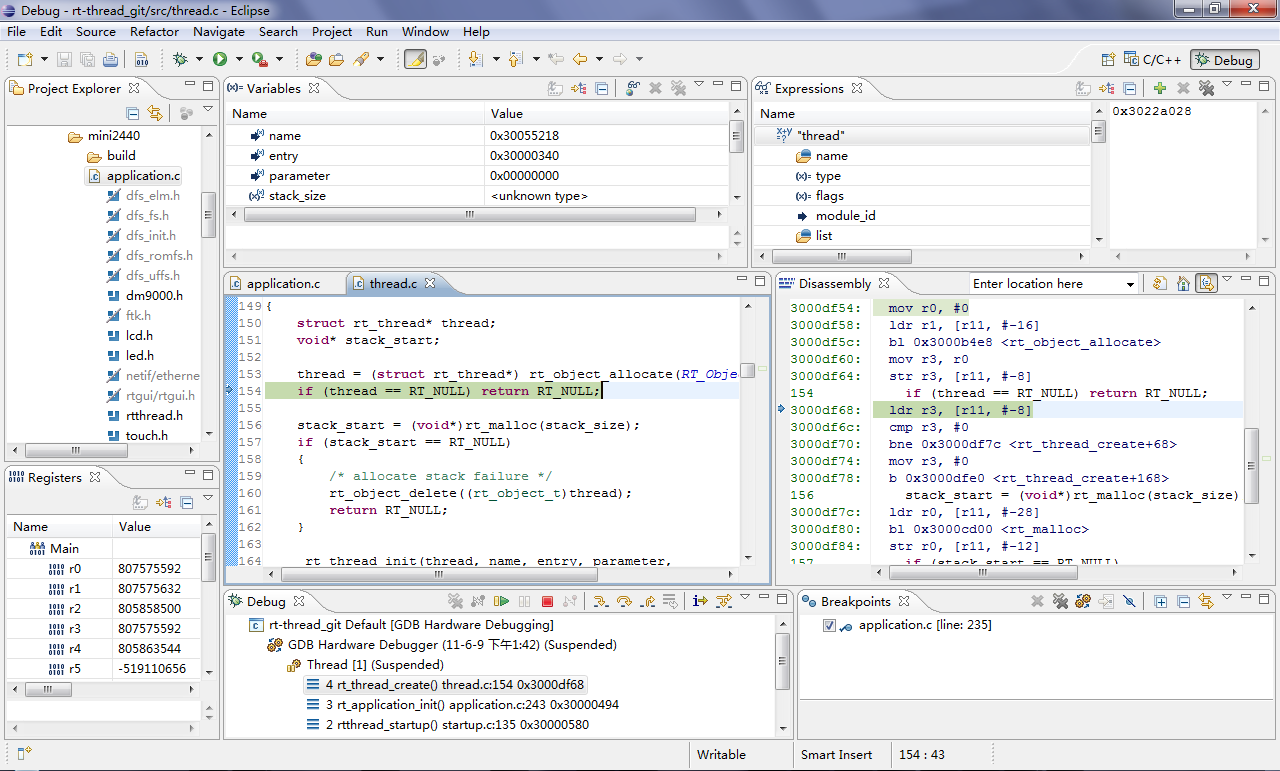 Debug - rt-thread_git/src/thread.c - Eclipse
File Edit Source Refactor Navigate Search Project Run Window Help
C/C++ Debug
Project Explorer
mini2440
build
application.c
dfs_elm.h
dfs_fs.h
dfs_init.h
dfs_romfs.h
dfs_uffs.h
dm9000.h
ftk.h
lcd.h
led.h
netif/etherne
rtgui/rtgui.h
rtthread.h
touch.h
Variables
Name Value
name 0x30055218
entry 0x30000340
parameter 0x00000000
stack_size <unknown type>
Expressions
Name
"thread"
name
type
flags
module_id
list
0x3022a028
Registers
Name Value
Main
r0 807575592
r1 807575632
r2 805858500
r3 807575592
r4 805863544
r5 -519110656
application.c thread.c
149 {
150 struct rt_thread* thread;
151 void* stack_start;
152
153 thread = (struct rt_thread*) rt_object_allocate(RT_Objec
154 if (thread == RT_NULL) return RT_NULL;
155
156 stack_start = (void*)rt_malloc(stack_size);
157 if (stack_start == RT_NULL)
158 {
159 /* allocate stack failure */
160 rt_object_delete((rt_object_t)thread);
161 return RT_NULL;
162 }
163
164 _rt_thread_init(thread, name, entry, parameter,
Disassembly
Enter location here
3000df54: mov r0, #0
3000df58: ldr r1, [r11, #-16]
3000df5c: bl 0x3000b4e8 <rt_object_allocate>
3000df60: mov r3, r0
3000df64: str r3, [r11, #-8]
154 if (thread == RT_NULL) return RT_NULL;
3000df68: ldr r3, [r11, #-8]
3000df6c: cmp r3, #0
3000df70: bne 0x3000df7c <rt_thread_create+68>
3000df74: mov r3, #0
3000df78: b 0x3000dfe0 <rt_thread_create+168>
156 stack_start = (void*)rt_malloc(stack_size)
3000df7c: ldr r0, [r11, #-28]
3000df80: bl 0x3000cd00 <rt_malloc>
3000df84: str r0, [r11, #-12]
157 if (stack_start == RT_NULL)
Debug
rt-thread_git Default [GDB Hardware Debugging]
GDB Hardware Debugger (11-6-9 下午1:42) (Suspended)
Thread [1] (Suspended)
4 rt_thread_create() thread.c:154 0x3000df68
3 rt_application_init() application.c:243 0x30000494
2 rtthread_startup() startup.c:135 0x30000580
Breakpoints
application.c [line: 235]
Writable Smart Insert 154 : 43